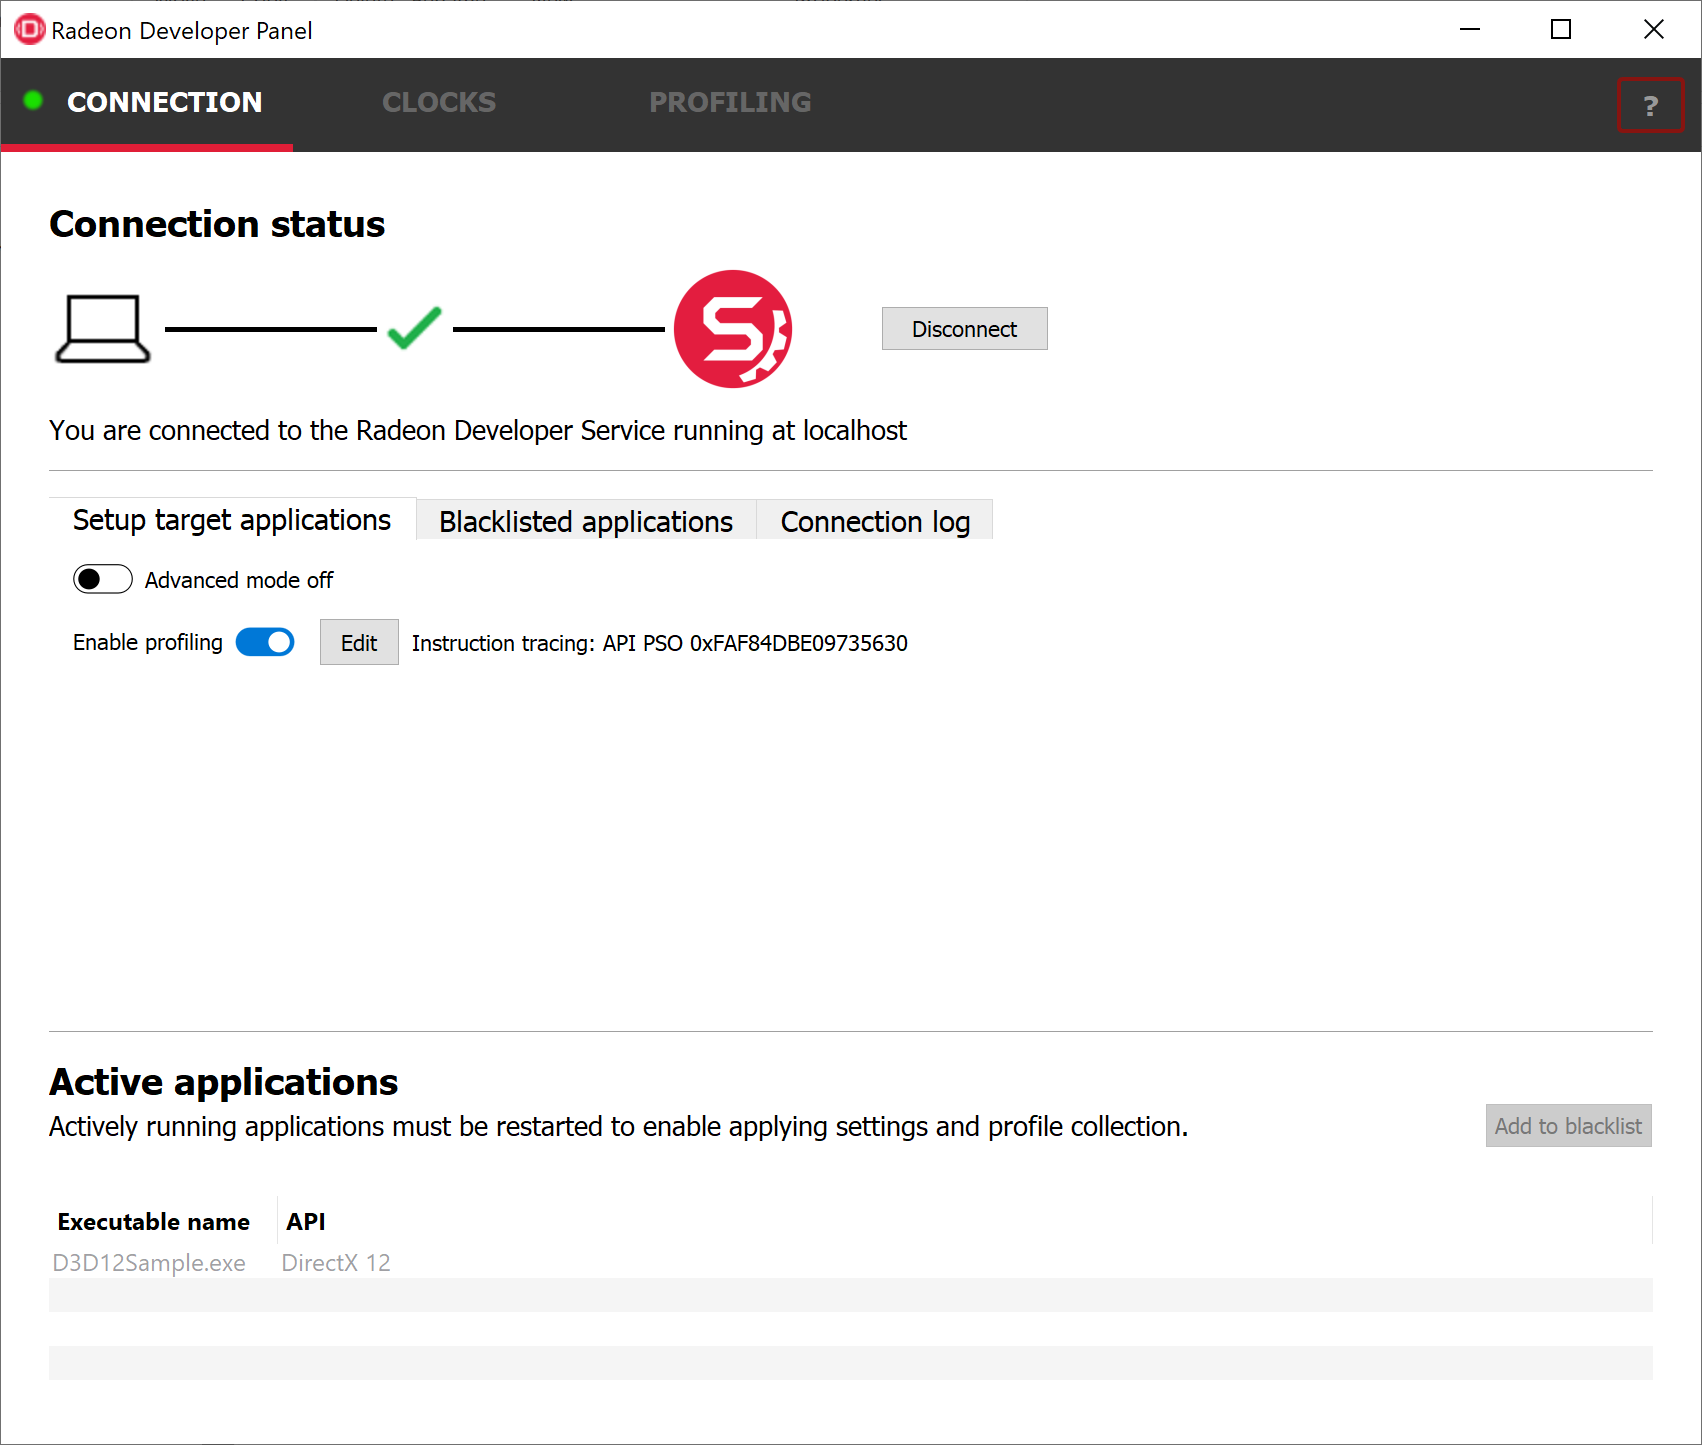 Radeon Developer Panel
CONNECTION CLOCKS PROFILING ?
Connection status
Disconnect
You are connected to the Radeon Developer Service running at localhost
Setup target applications Blacklisted applications Connection log
Advanced mode off
Enable profiling Edit Instruction tracing: API PSO 0xFAF84DBE09735630
Active applications
Actively running applications must be restarted to enable applying settings and profile collection.
Add to blacklist
Executable name API
D3D12Sample.exe DirectX 12